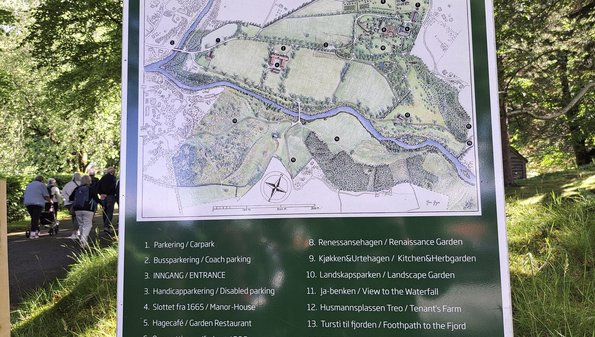 1. Parkering / Carpark
2. Bussparkering / Coach parking
3. INNGANG / ENTRANCE
3. Handicapparkering / Disabled parking
4. Slottet fra 1665 / Manor-House
5. Hagecafé / Garden Restaurant
8. Renessansehagen / Renaissance Garden
9. Kjøkken&Urtehagen / Kitchen&Herbgarden
10. Landskapsparken / Landscape Garden
11. Ja-benken / View to the Waterfall
12. Husmannsplassen Treo / Tenant's Farm
13. Tursti til fjorden / Footpath to the Fjord